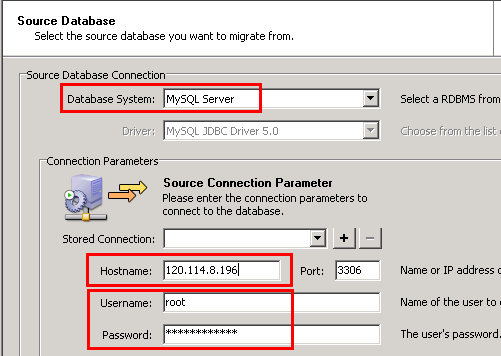 Source Database
Select the source database you want to migrate from.
Source Database Connection
Database System: MySQL Server Select a RDBMS from
Driver: MySQL JDBC Driver 5.0 Choose from the list
Connection Parameters
Source Connection Parameter
Please enter the connection parameters to
connect to the database.
Stored Connection: + −
Hostname: 120.114.8.196 Port: 3306 Name or IP address
Username: root Name of the user to
Password: ************ The user's password.